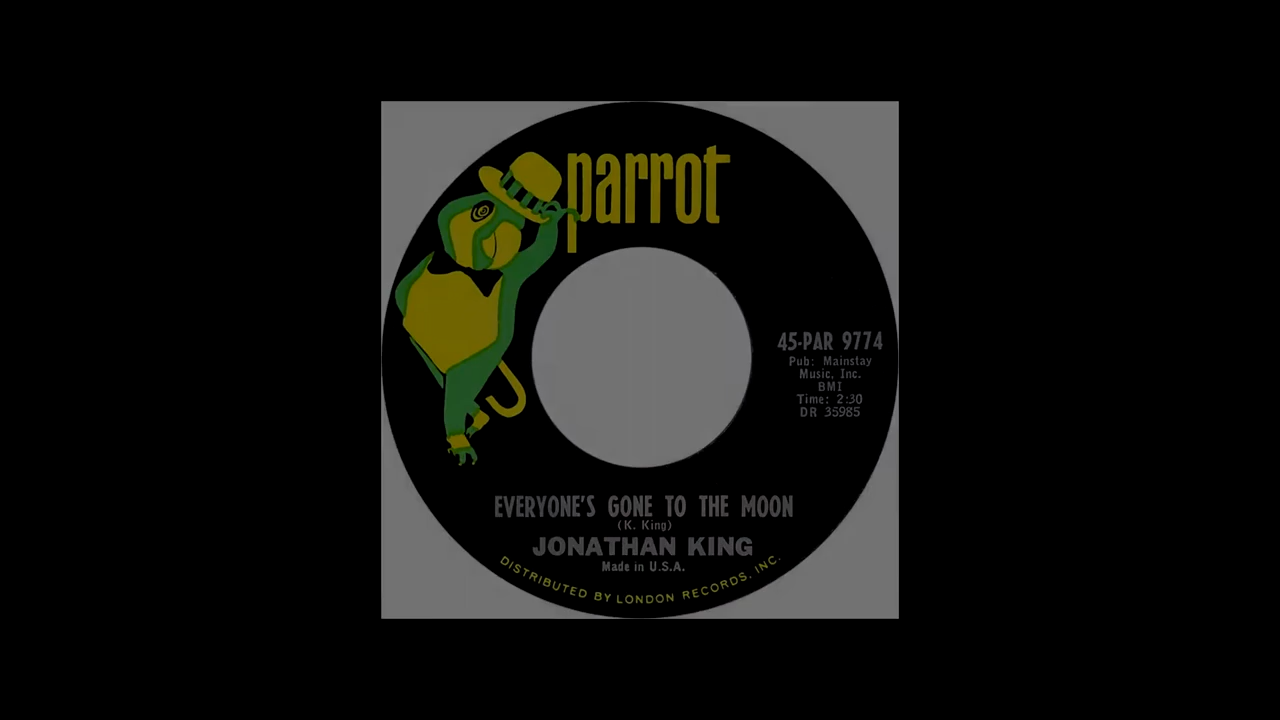 parrot
45-PAR 9774
Pub: Mainstay
Music, Inc.
BMI
Time: 2:30
DR 35985
EVERYONE'S GONE TO THE MOON
(K. King)
JONATHAN KING
Made in U.S.A.
DISTRIBUTED BY LONDON RECORDS, INC.